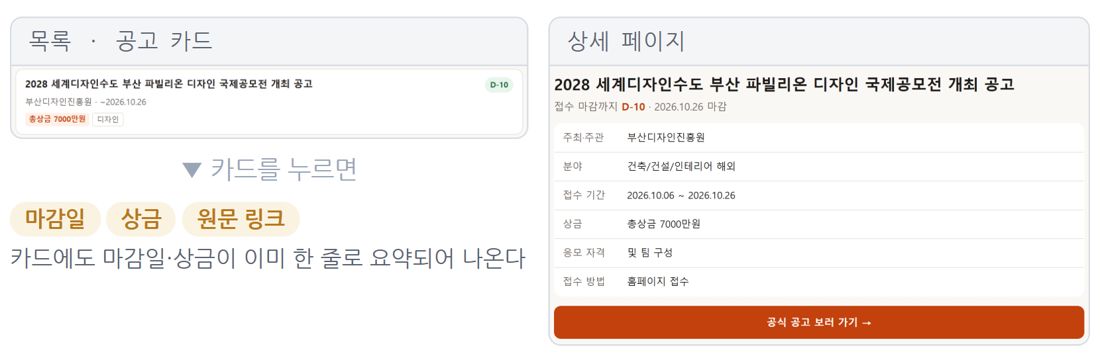 목록 · 공고 카드
2028 세계디자인수도 부산 파빌리온 디자인 국제공모전 개최 공고
D-10
부산디자인진흥원 · ~2026.10.26
총상금 7000만원
디자인
▼ 카드를 누르면
마감일
상금
원문 링크
카드에도 마감일·상금이 이미 한 줄로 요약되어 나온다
상세 페이지
2028 세계디자인수도 부산 파빌리온 디자인 국제공모전 개최 공고
접수 마감까지 D-10 · 2026.10.26 마감
주최·주관 부산디자인진흥원
분야 건축/건설/인테리어 해외
접수 기간 2026.10.06 ~ 2026.10.26
상금 총상금 7000만원
응모 자격 및 팀 구성
접수 방법 홈페이지 접수
공식 공고 보러 가기 →